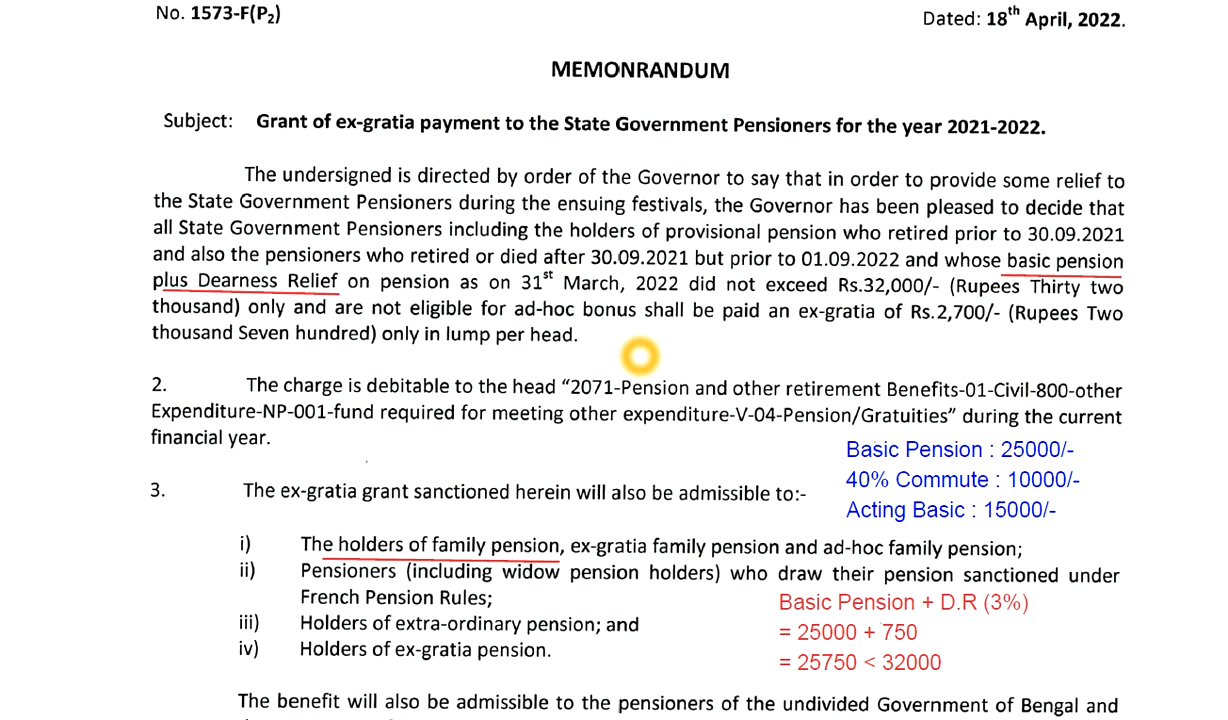 No. 1573-F(P2)
Dated: 18th April, 2022.
MEMONRANDUM
Subject: Grant of ex-gratia payment to the State Government Pensioners for the year 2021-2022.
The undersigned is directed by order of the Governor to say that in order to provide some relief to
the State Government Pensioners during the ensuing festivals, the Governor has been pleased to decide that
all State Government Pensioners including the holders of provisional pension who retired prior to 30.09.2021
and also the pensioners who retired or died after 30.09.2021 but prior to 01.09.2022 and whose basic pension
plus Dearness Relief on pension as on 31st March, 2022 did not exceed Rs.32,000/- (Rupees Thirty two
thousand) only and are not eligible for ad-hoc bonus shall be paid an ex-gratia of Rs.2,700/- (Rupees Two
thousand Seven hundred) only in lump per head.
2. The charge is debitable to the head “2071-Pension and other retirement Benefits-01-Civil-800-other
Expenditure-NP-001-fund required for meeting other expenditure-V-04-Pension/Gratuities” during the current
financial year.
Basic Pension : 25000/-
40% Commute : 10000/-
Acting Basic : 15000/-
3. The ex-gratia grant sanctioned herein will also be admissible to:-
i) The holders of family pension, ex-gratia family pension and ad-hoc family pension;
ii) Pensioners (including widow pension holders) who draw their pension sanctioned under
French Pension Rules;
iii) Holders of extra-ordinary pension; and
iv) Holders of ex-gratia pension.
Basic Pension + D.R (3%)
= 25000 + 750
= 25750 < 32000
The benefit will also be admissible to the pensioners of the undivided Government of Bengal and